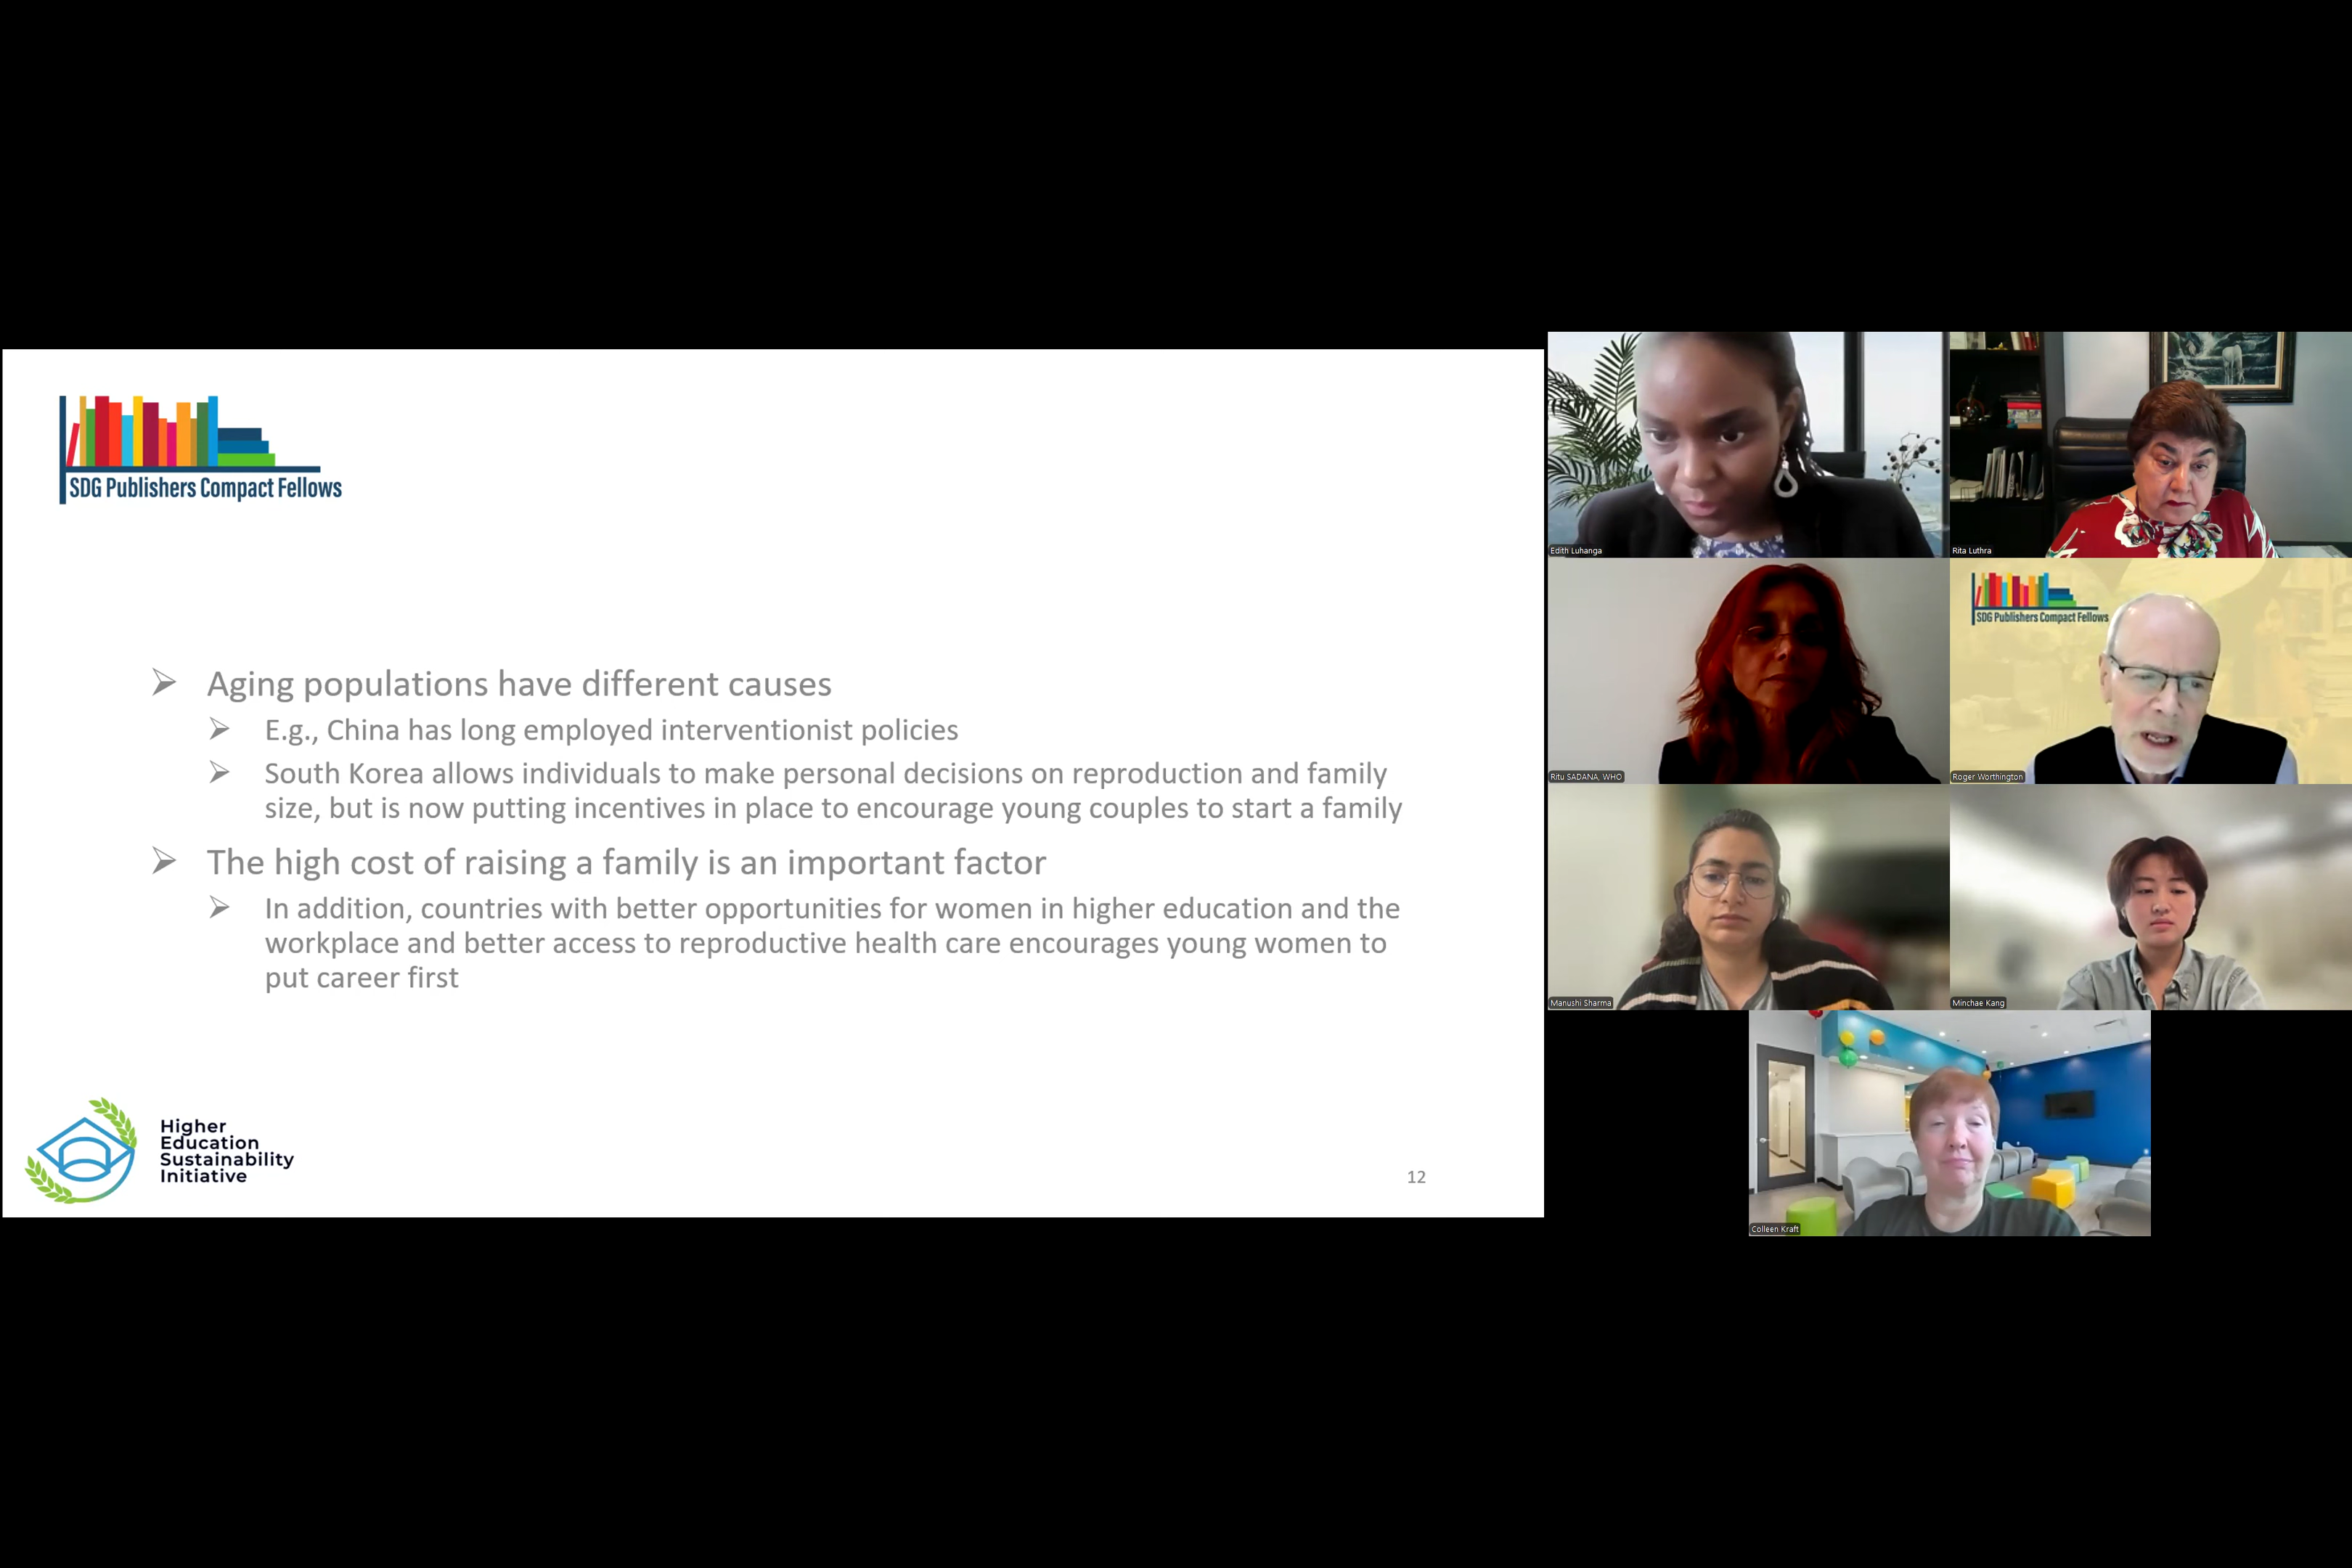 SDG Publishers Compact Fellows
Aging populations have different causes
E.g., China has long employed interventionist policies
South Korea allows individuals to make personal decisions on reproduction and family
size, but is now putting incentives in place to encourage young couples to start a family
The high cost of raising a family is an important factor
In addition, countries with better opportunities for women in higher education and the
workplace and better access to reproductive health care encourages young women to
put career first
Higher
Education
Sustainability
Initiative
12
Edith Luhanga
Rita Luthra
Ritu SADANA, WHO
SDG Publishers Compact Fellows
Roger Worthington
Manushi Sharma
Minchae Kang
Colleen Kraft